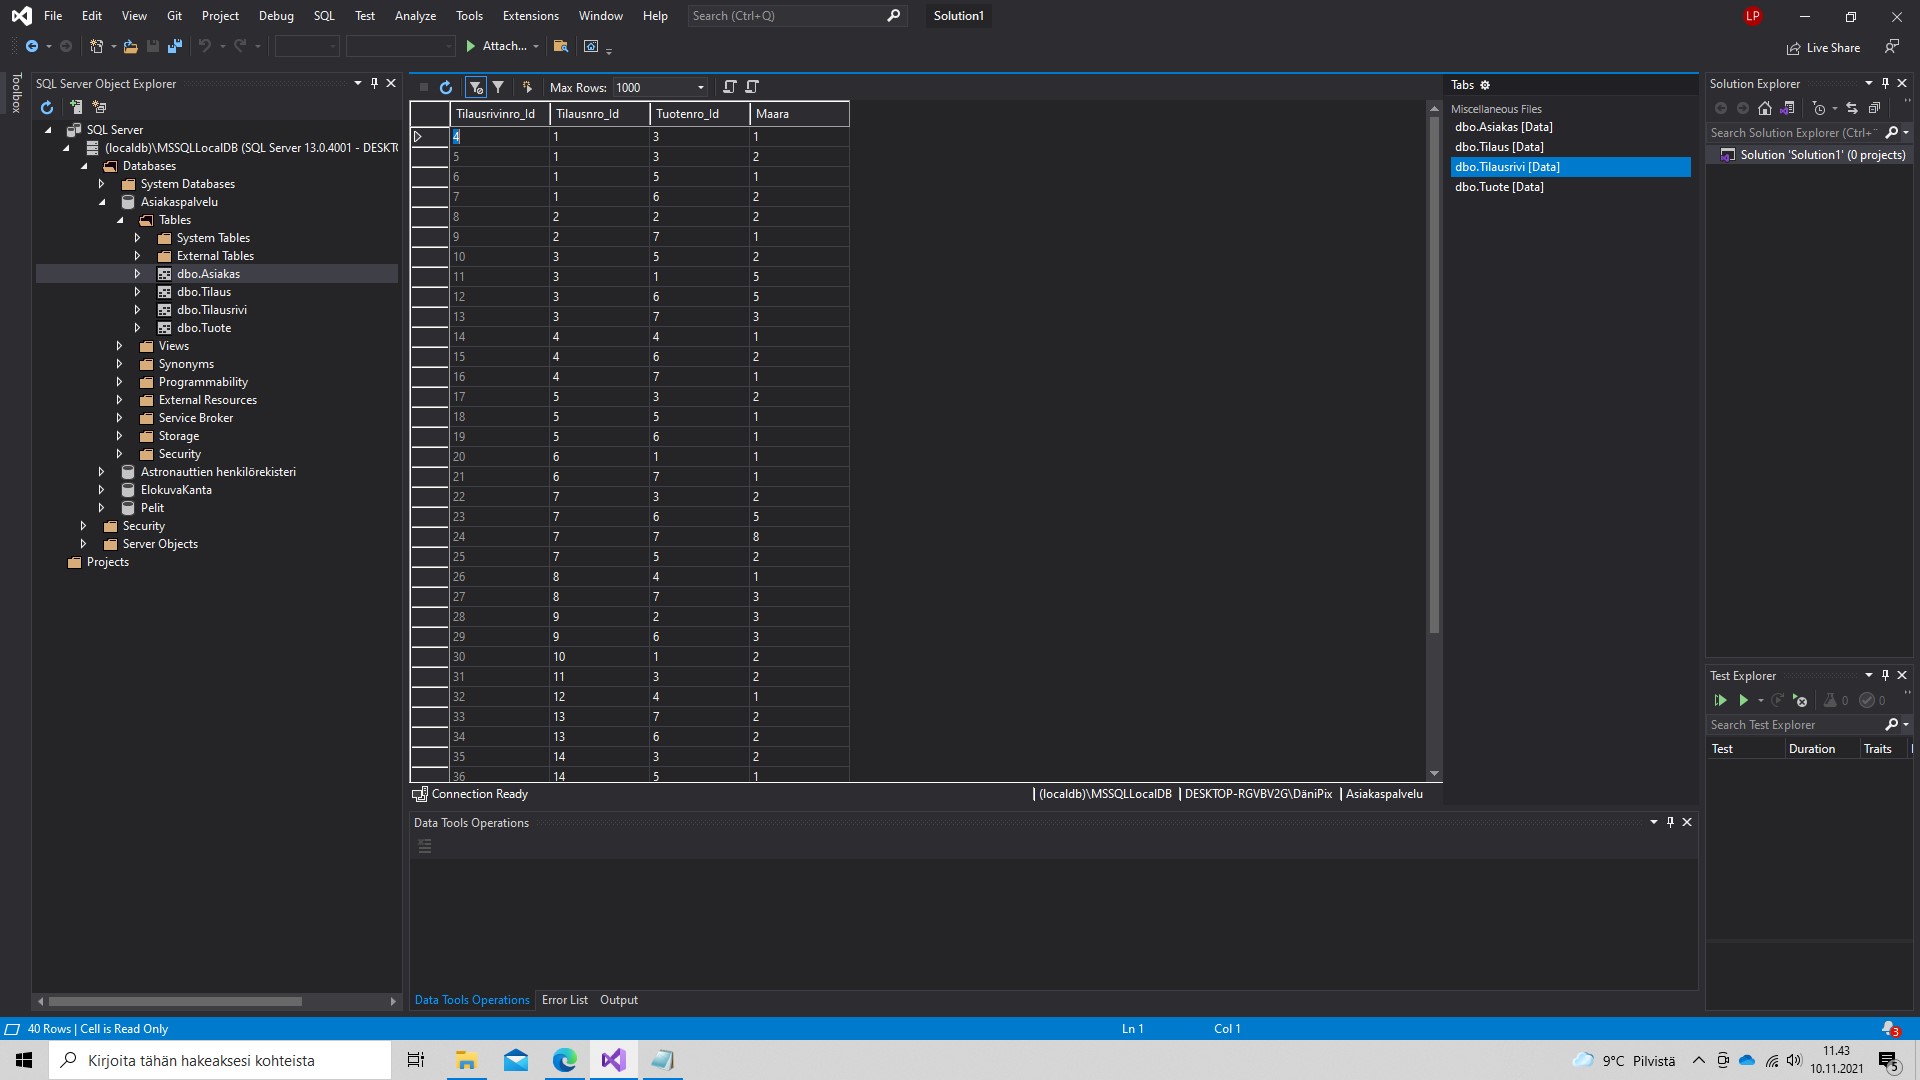 File Edit View Git Project Debug SQL Test Analyze Tools Extensions Window Help Search (Ctrl+Q) Solution1 LP
Attach... Live Share
Toolbox
SQL Server Object Explorer
SQL Server
(localdb)\MSSQLLocalDB (SQL Server 13.0.4001 - DESKT
Databases
System Databases
Asiakaspalvelu
Tables
System Tables
External Tables
dbo.Asiakas
dbo.Tilaus
dbo.Tilausrivi
dbo.Tuote
Views
Synonyms
Programmability
External Resources
Service Broker
Storage
Security
Astronauttien henkilörekisteri
ElokuvaKanta
Pelit
Security
Server Objects
Projects
Max Rows: 1000
Tilausrivinro_Id Tilausnro_Id Tuotenro_Id Maara
4 1 3 1
5 1 3 2
6 1 5 1
7 1 6 2
8 2 2 2
9 2 7 1
10 3 5 2
11 3 1 5
12 3 6 5
13 3 7 3
14 4 4 1
15 4 6 2
16 4 7 1
17 5 3 2
18 5 5 1
19 5 6 1
20 6 1 1
21 6 7 1
22 7 3 2
23 7 6 5
24 7 7 8
25 7 5 2
26 8 4 1
27 8 7 3
28 9 2 3
29 9 6 3
30 10 1 2
31 11 3 2
32 12 4 1
33 13 7 2
34 13 6 2
35 14 3 2
36 14 5 1
Connection Ready (localdb)\MSSQLLocalDB DESKTOP-RGVBV2G\DäniPix Asiakaspalvelu
Tabs
Miscellaneous Files
dbo.Asiakas [Data]
dbo.Tilaus [Data]
dbo.Tilausrivi [Data]
dbo.Tuote [Data]
Solution Explorer
Search Solution Explorer (Ctrl+
Solution 'Solution1' (0 projects)
Test Explorer
0 0
Search Test Explorer
Test Duration Traits
Data Tools Operations
Data Tools Operations Error List Output
40 Rows | Cell is Read Only Ln 1 Col 1 3
Kirjoita tähän hakeaksesi kohteista 9°C Pilvistä 11.43
10.11.2021 5